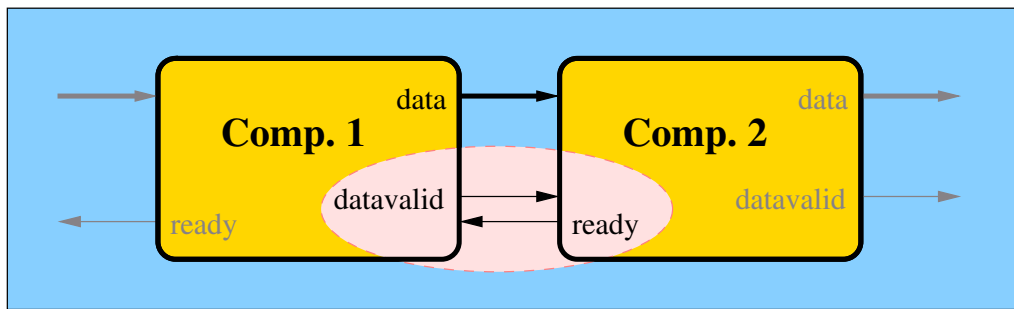 data
data
Comp. 1
Comp. 2
datavalid
datavalid
ready
ready